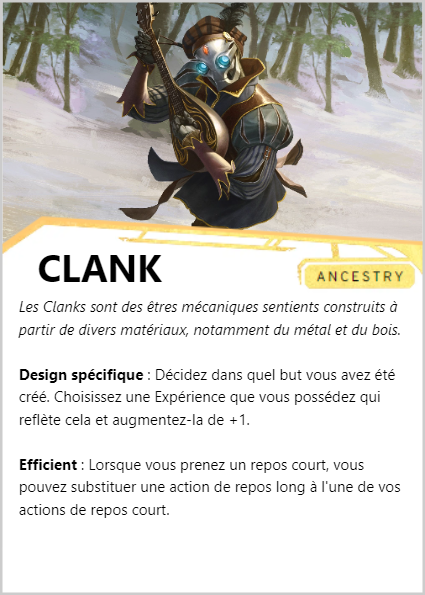 CLANK
ANCESTRY
Les Clanks sont des êtres mécaniques sentients construits à
partir de divers matériaux, notamment du métal et du bois.
Design spécifique : Décidez dans quel but vous avez été
créé. Choisissez une Expérience que vous possédez qui
reflète cela et augmentez-la de +1.
Efficient : Lorsque vous prenez un repos court, vous
pouvez substituer une action de repos long à l'une de vos
actions de repos court.